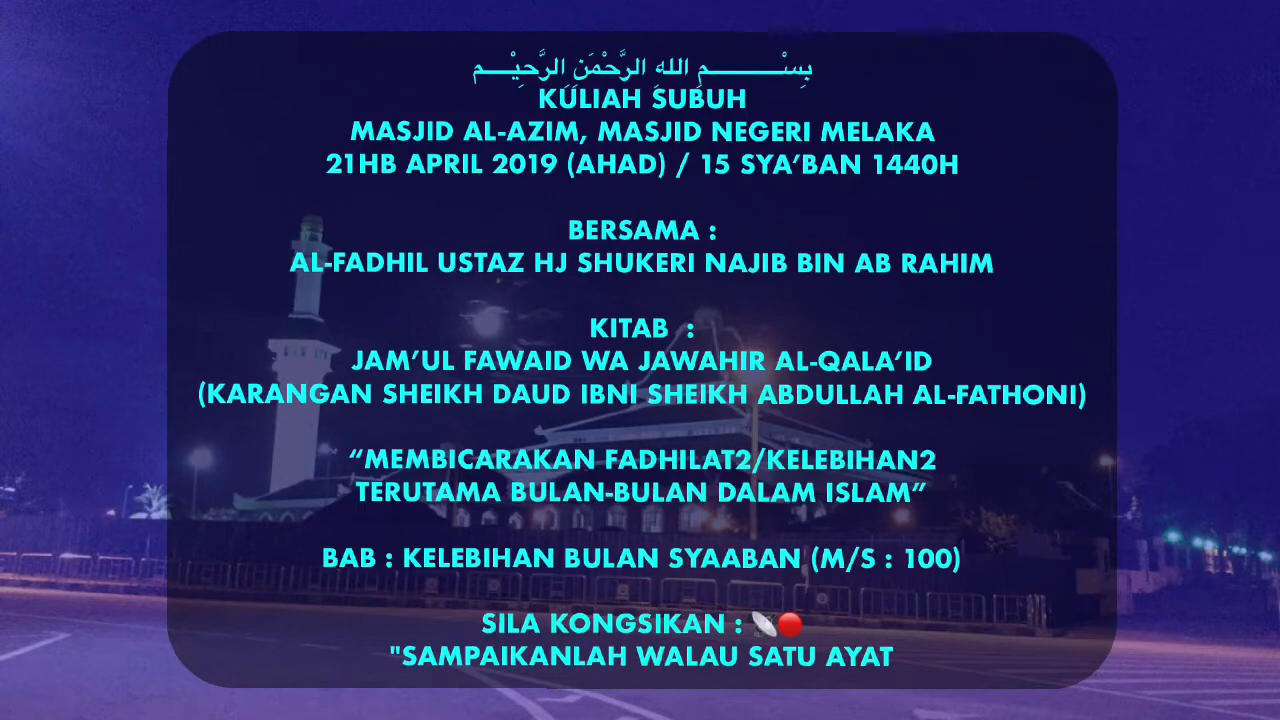 بِسْــــــــــمِ اللهِ الرَّحْمَنِ الرَّحِيْـــم
KULIAH SUBUH
MASJID AL-AZIM, MASJID NEGERI MELAKA
21HB APRIL 2019 (AHAD) / 15 SYA’BAN 1440H
BERSAMA :
AL-FADHIL USTAZ HJ SHUKERI NAJIB BIN AB RAHIM
KITAB :
JAM’UL FAWAID WA JAWAHIR AL-QALA’ID
(KARANGAN SHEIKH DAUD IBNI SHEIKH ABDULLAH AL-FATHONI)
“MEMBICARAKAN FADHILAT2/KELEBIHAN2
TERUTAMA BULAN-BULAN DALAM ISLAM”
BAB : KELEBIHAN BULAN SYAABAN (M/S : 100)
SILA KONGSIKAN : 📡🔴
"SAMPAIKANLAH WALAU SATU AYAT